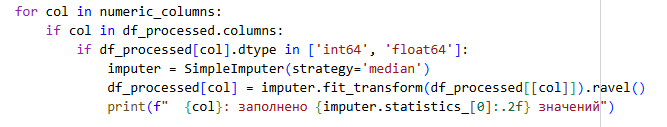 for col in numeric_columns:
    if col in df_processed.columns:
        if df_processed[col].dtype in ['int64', 'float64']:
            imputer = SimpleImputer(strategy='median')
            df_processed[col] = imputer.fit_transform(df_processed[[col]]).ravel()
            print(f"  {col}: заполнено {imputer.statistics_[0]:.2f} значений")